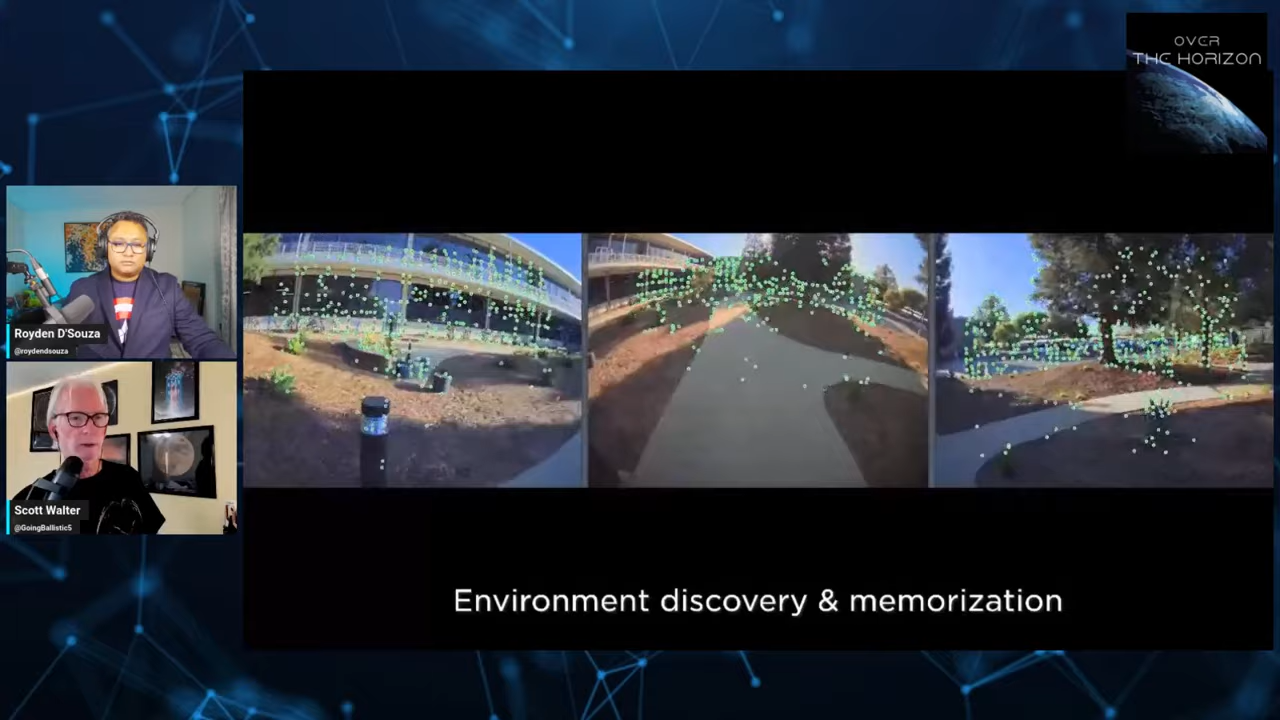 OVER
THE HORIZON
Royden D'Souza
@roydendsouza
Scott Walter
@GoingBallistic5
Environment discovery & memorization